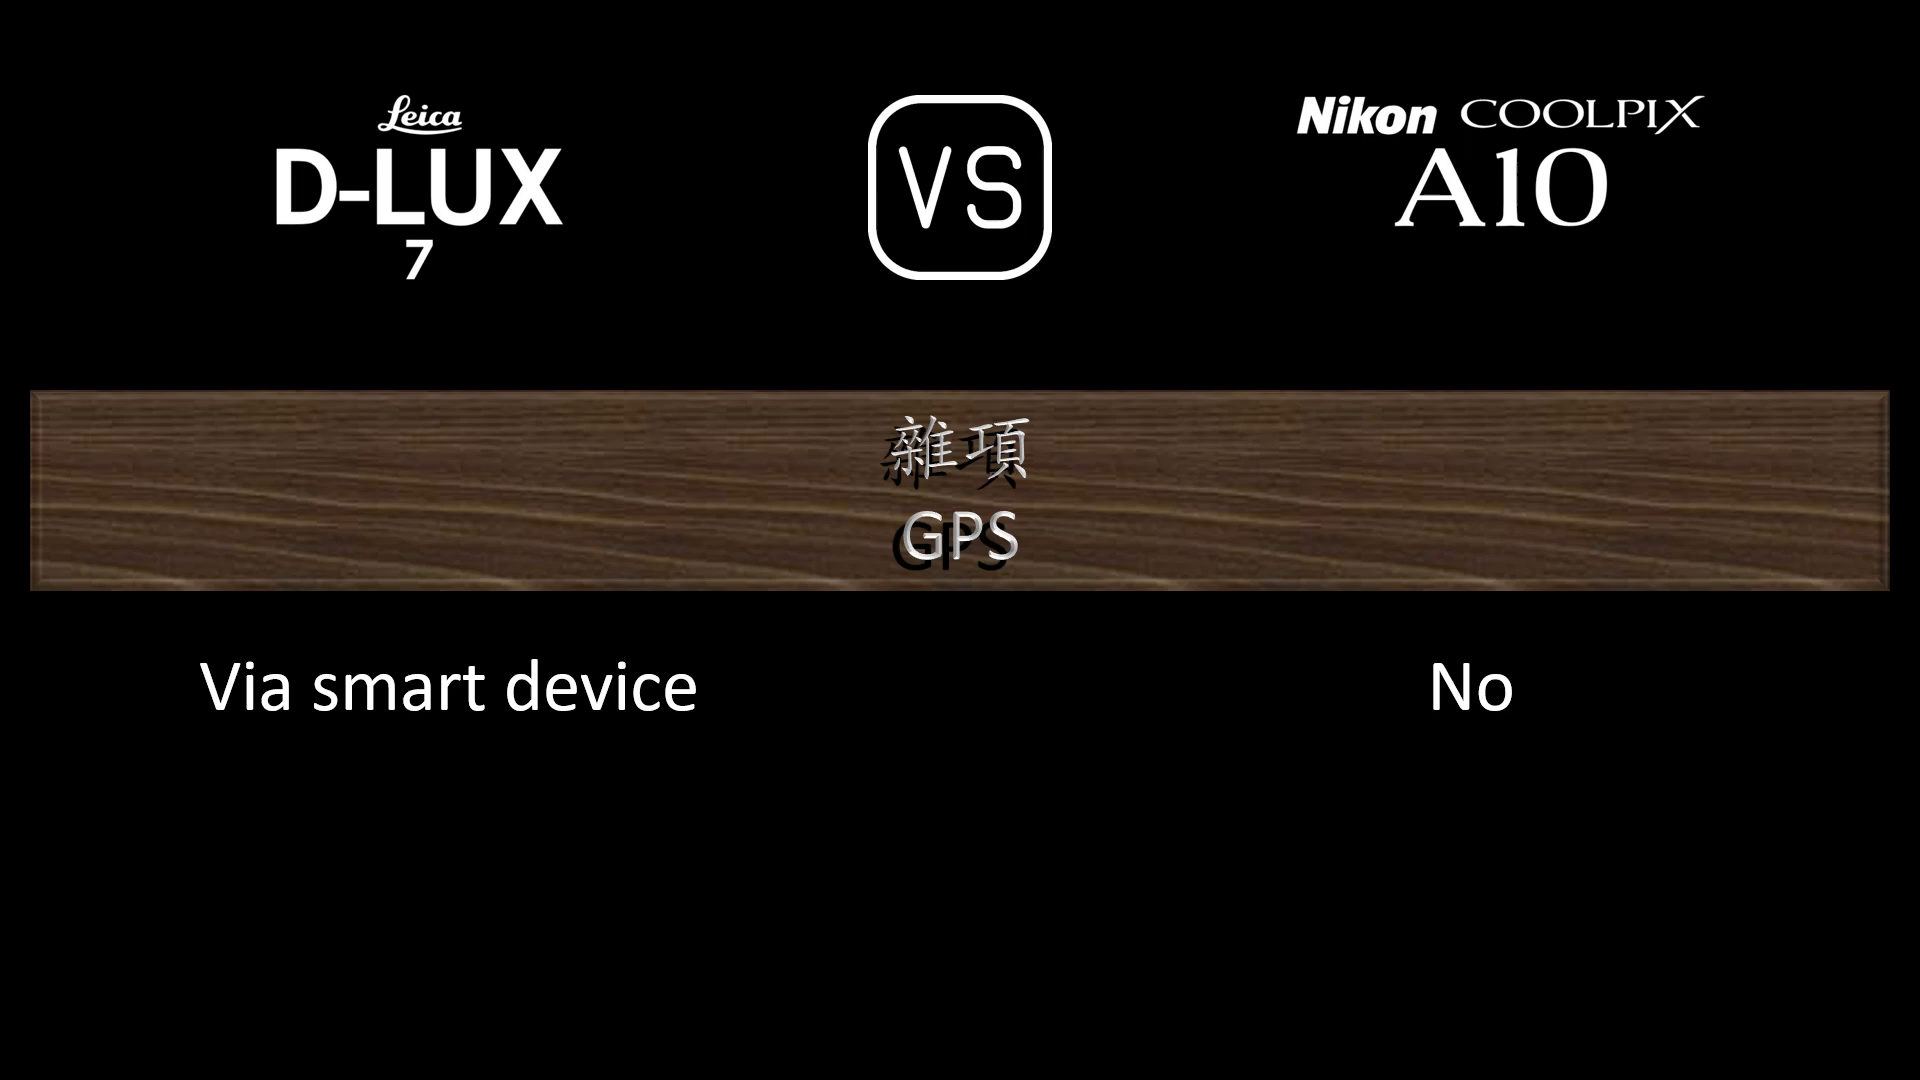 Leica
D-LUX
7
VS
Nikon COOLPIX
A10
雜項
GPS
Via smart device
No